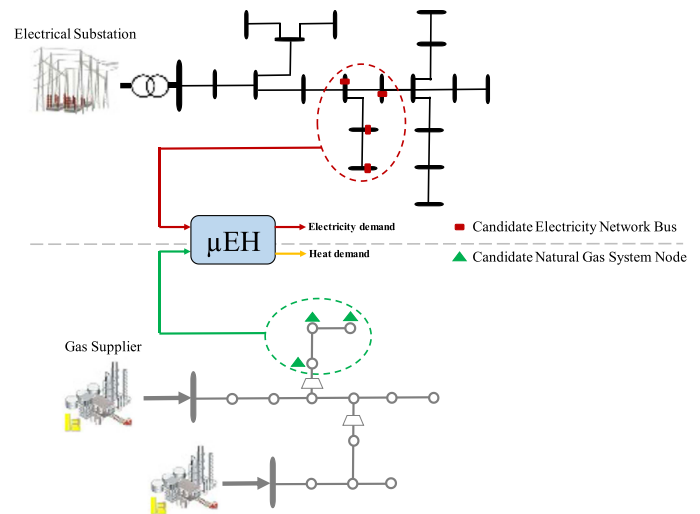 Electrical Substation
µEH
Electricity demand
Heat demand
Candidate Electricity Network Bus
Candidate Natural Gas System Node
Gas Supplier